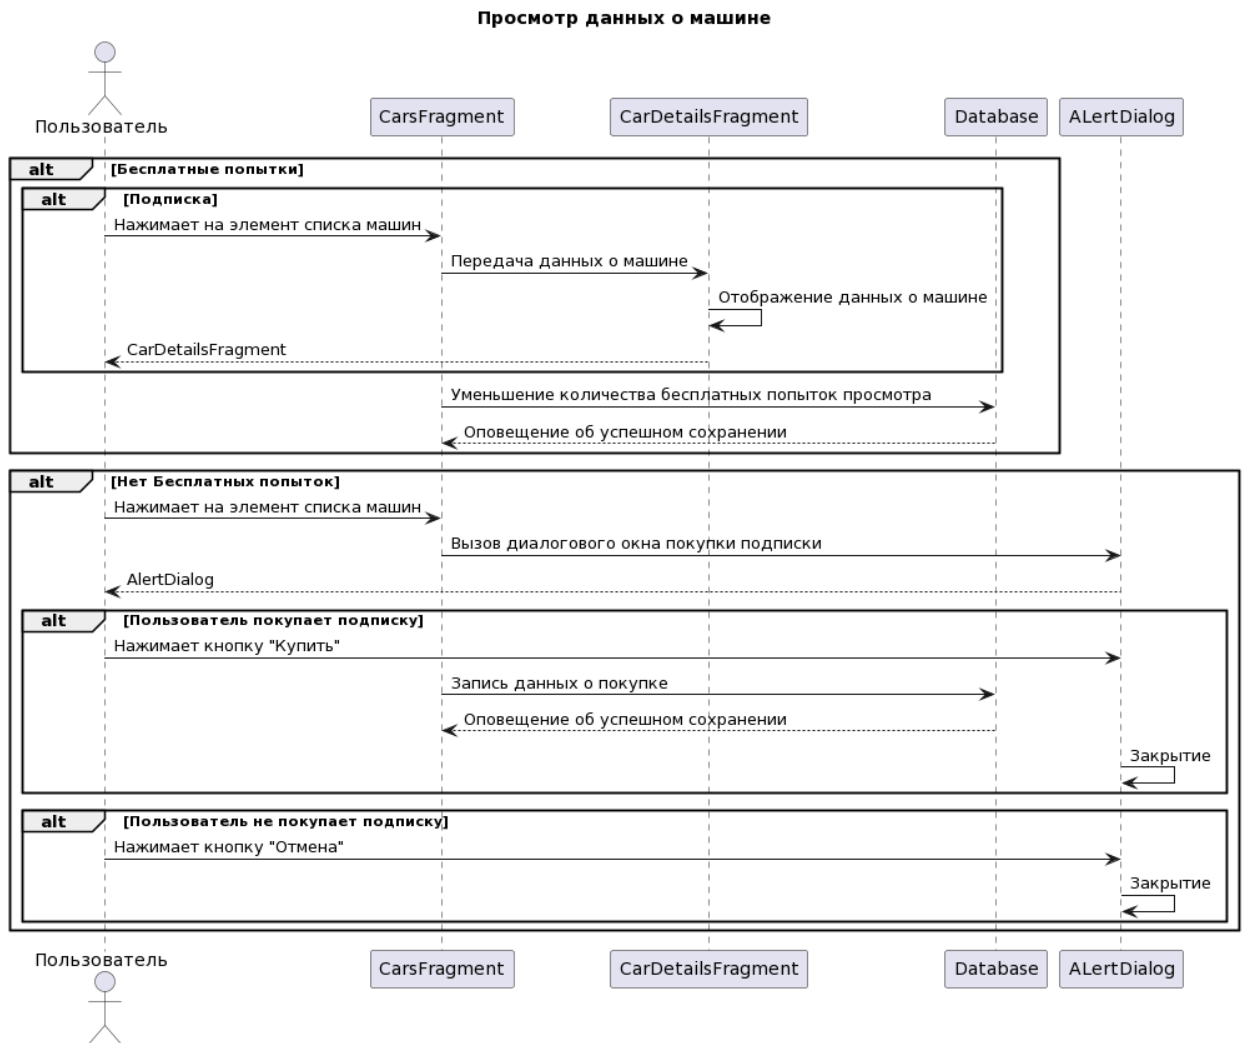 Просмотр данных о машине
Пользователь
CarsFragment
CarDetailsFragment
Database
ALertDialog
alt
[Бесплатные попытки]
alt
[Подписка]
Нажимает на элемент списка машин
Передача данных о машине
Отображение данных о машине
CarDetailsFragment
Уменьшение количества бесплатных попыток просмотра
Оповещение об успешном сохранении
alt
[Нет Бесплатных попыток]
Нажимает на элемент списка машин
Вызов диалогового окна покупки подписки
AlertDialog
alt
[Пользователь покупает подписку]
Нажимает кнопку "Купить"
Запись данных о покупке
Оповещение об успешном сохранении
Закрытие
alt
[Пользователь не покупает подписку]
Нажимает кнопку "Отмена"
Закрытие
Пользователь
CarsFragment
CarDetailsFragment
Database
ALertDialog